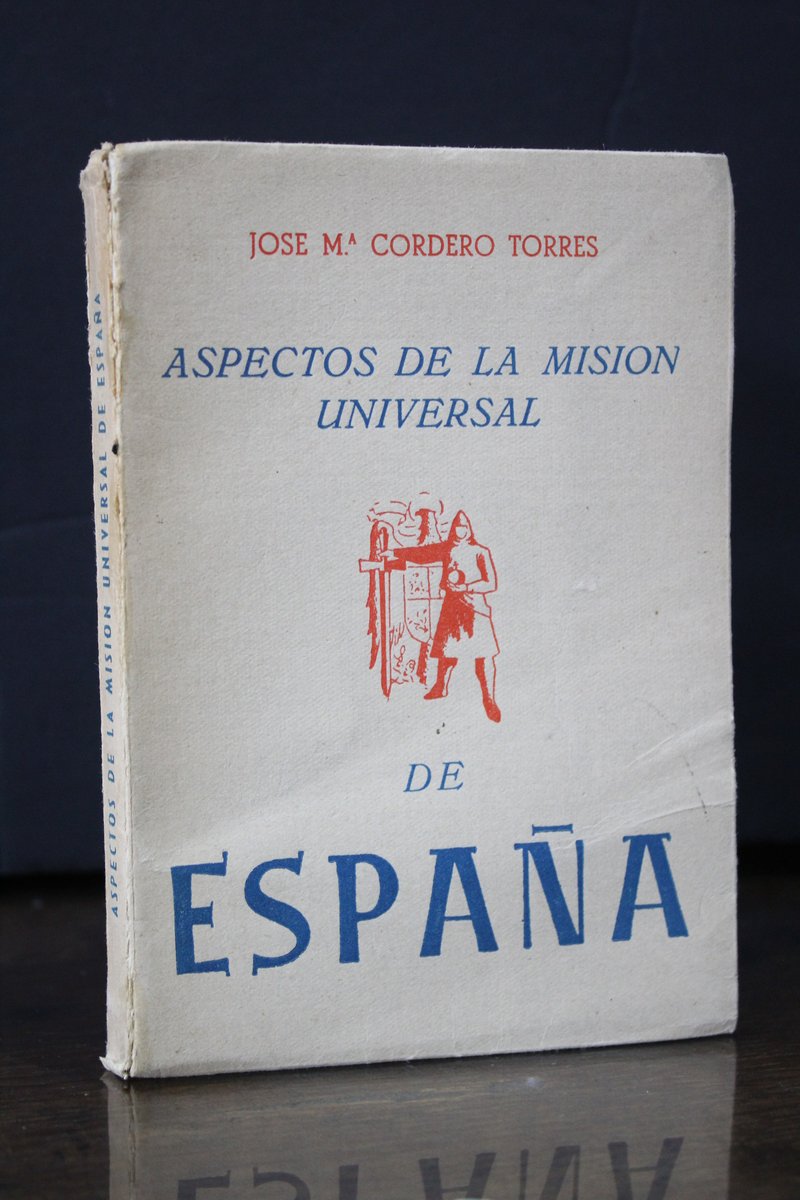 JOSE M.ª CORDERO TORRES
ASPECTOS DE LA MISION
UNIVERSAL
DE
ESPAÑA
ASPECTOS DE LA MISION UNIVERSAL DE ESPAÑA